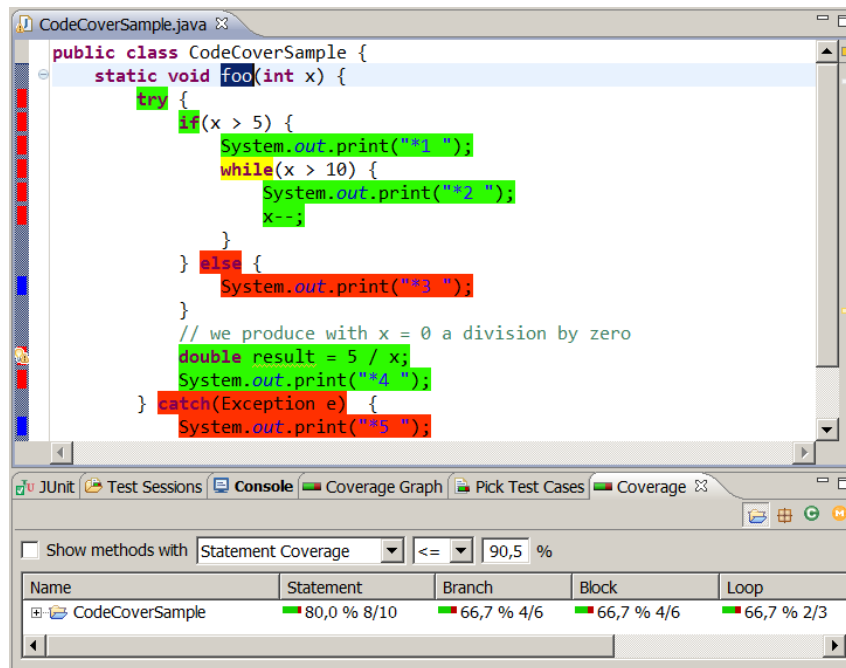 CodeCoverSample.java
public class CodeCoverSample {
static void foo(int x) {
try {
if(x > 5) {
System.out.print("*1 ");
while(x > 10) {
System.out.print("*2 ");
x--;
}
} else {
System.out.print("*3 ");
}
// we produce with x = 0 a division by zero
double result = 5 / x;
System.out.print("*4 ");
} catch(Exception e) {
System.out.print("*5 ");
JUnit Test Sessions Console Coverage Graph Pick Test Cases Coverage
Show methods with Statement Coverage <= 90,5 %
Name Statement Branch Block Loop
CodeCoverSample 80,0 % 8/10 66,7 % 4/6 66,7 % 4/6 66,7 % 2/3